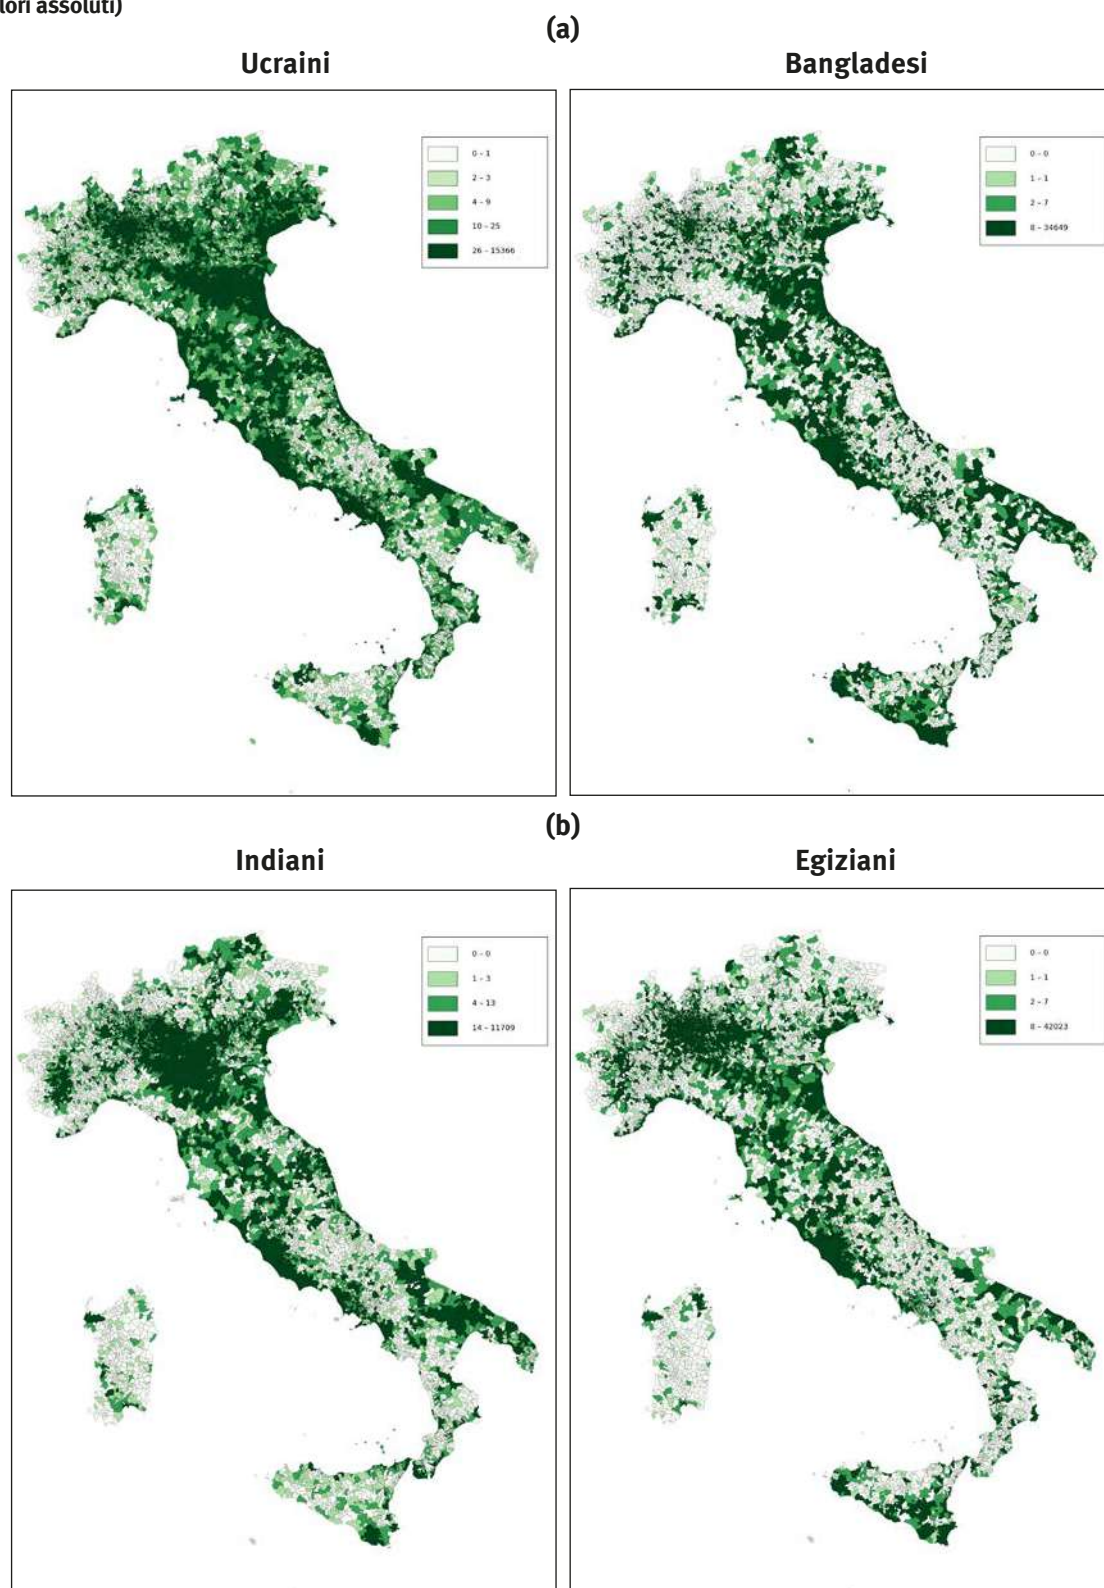 lori assoluti)
(a)
Ucraini
Bangladesi
0 - 1
2 - 3
4 - 9
10 - 25
26 - 15366
0 - 0
1 - 1
2 - 7
8 - 34649
(b)
Indiani
Egiziani
0 - 0
1 - 3
4 - 13
14 - 11709
0 - 0
1 - 1
2 - 7
8 - 42023